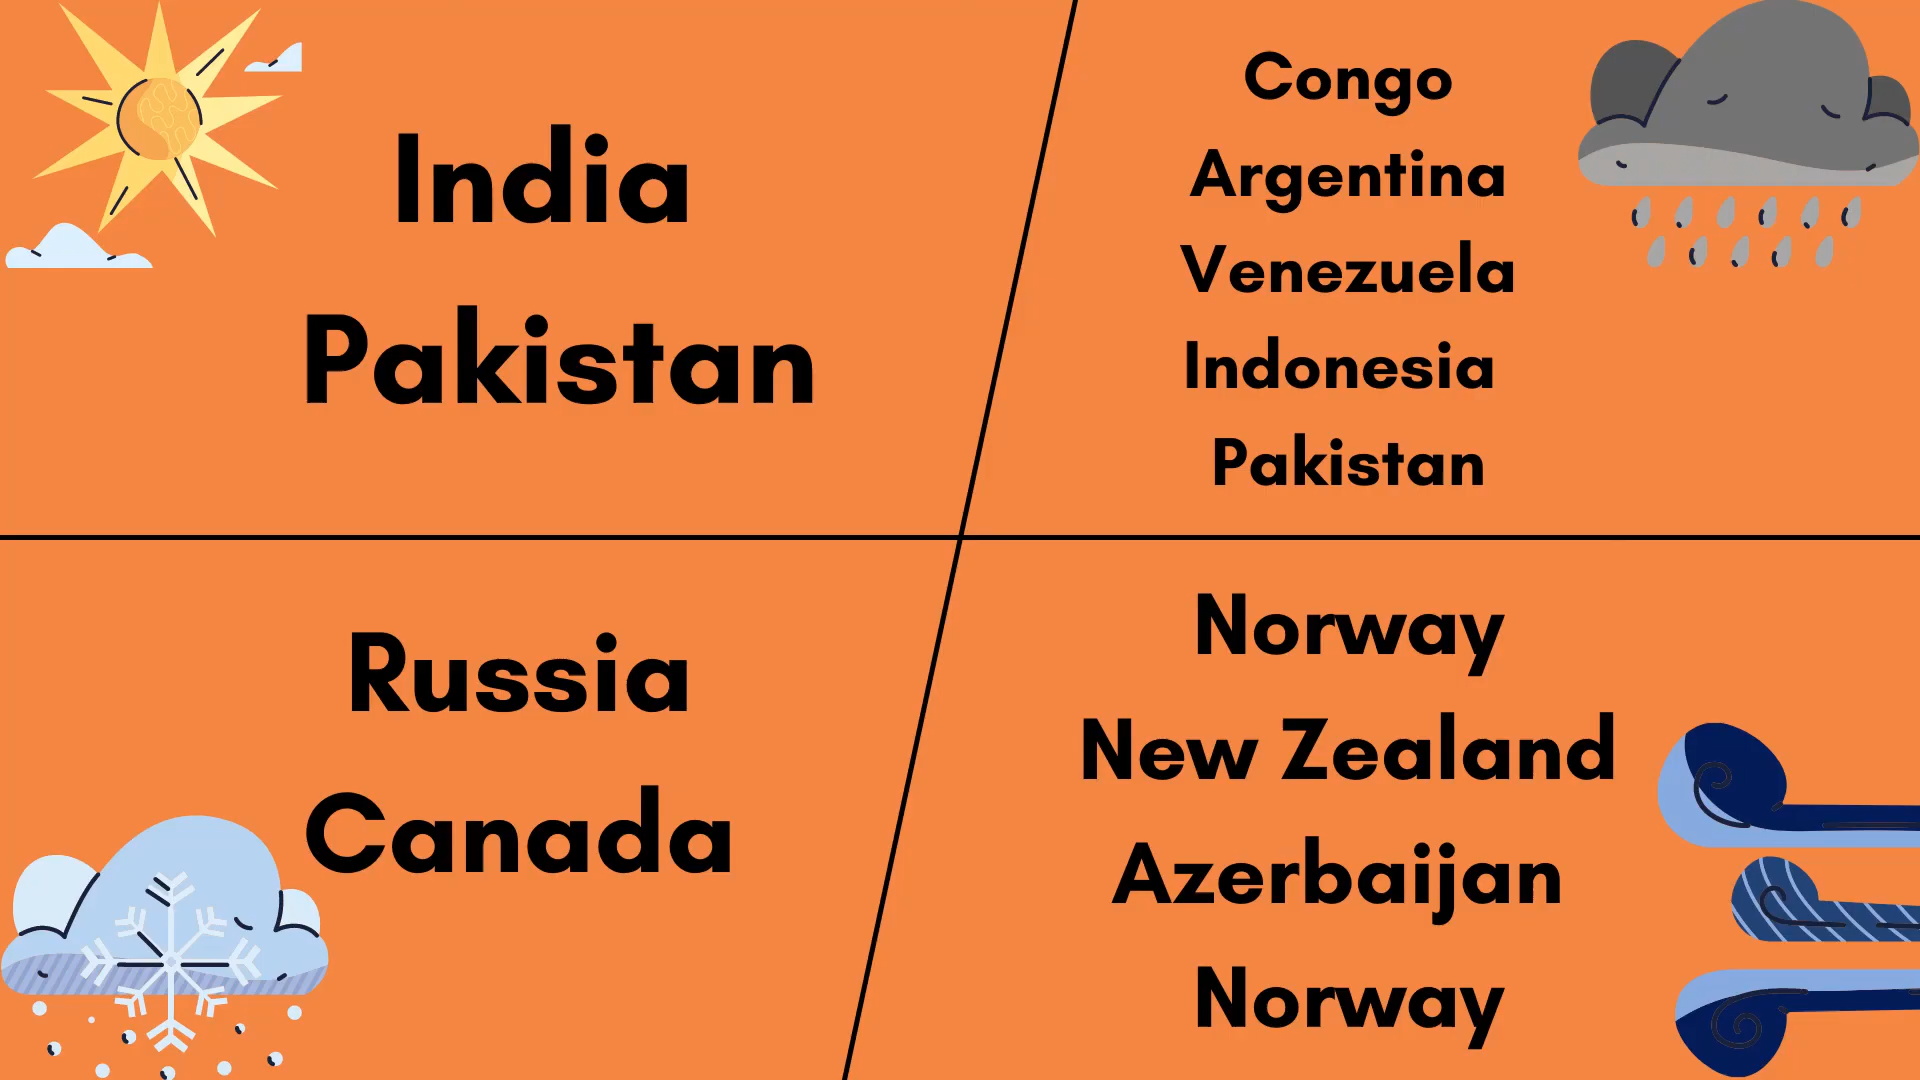 India
Pakistan
Congo
Argentina
Venezuela
Indonesia
Pakistan
Russia
Canada
Norway
New Zealand
Azerbaijan
Norway